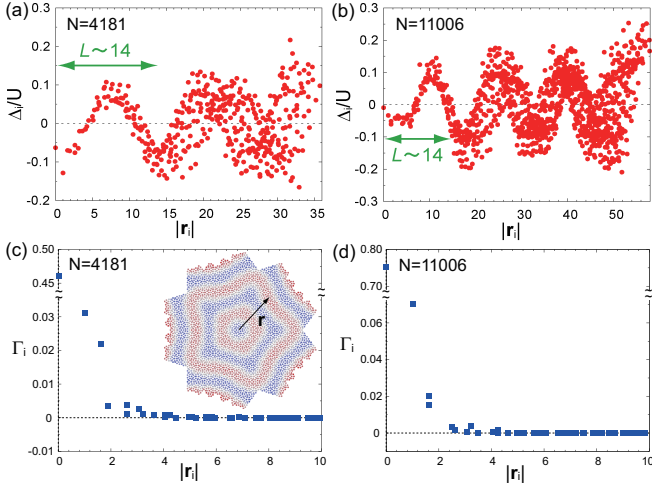 (a) N=4181
L~14
Δi/U
0.3
0.2
0.1
0
-0.1
-0.2
0 5 10 15 20 25 30 35
|ri|
(b) N=11006
L~14
Δi/U
0.3
0.2
0.1
0
-0.1
-0.2
-0.3
0 10 20 30 40 50
|ri|
(c) N=4181
r
Γi
0.50
0.45
0.04
0.03
0.02
0.01
0
-0.01
0 2 4 6 8 10
|ri|
(d) N=11006
Γi
0.80
0.70
0.06
0.04
0.02
0
0 2 4 6 8 10
|ri|